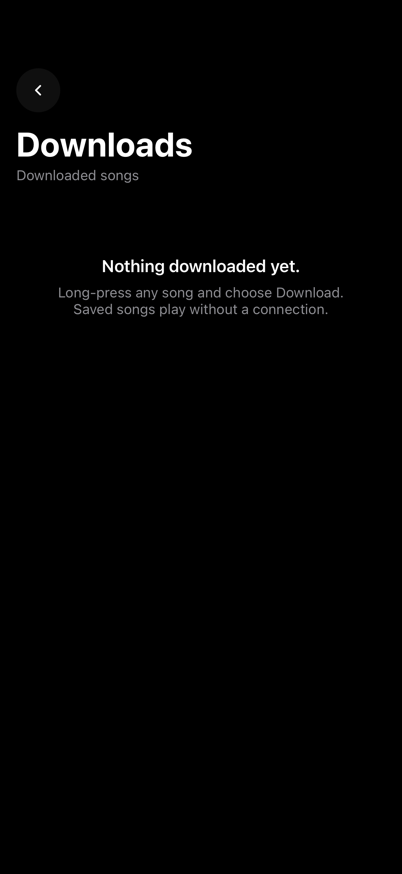 Downloads
Downloaded songs
Nothing downloaded yet.
Long-press any song and choose Download.
Saved songs play without a connection.